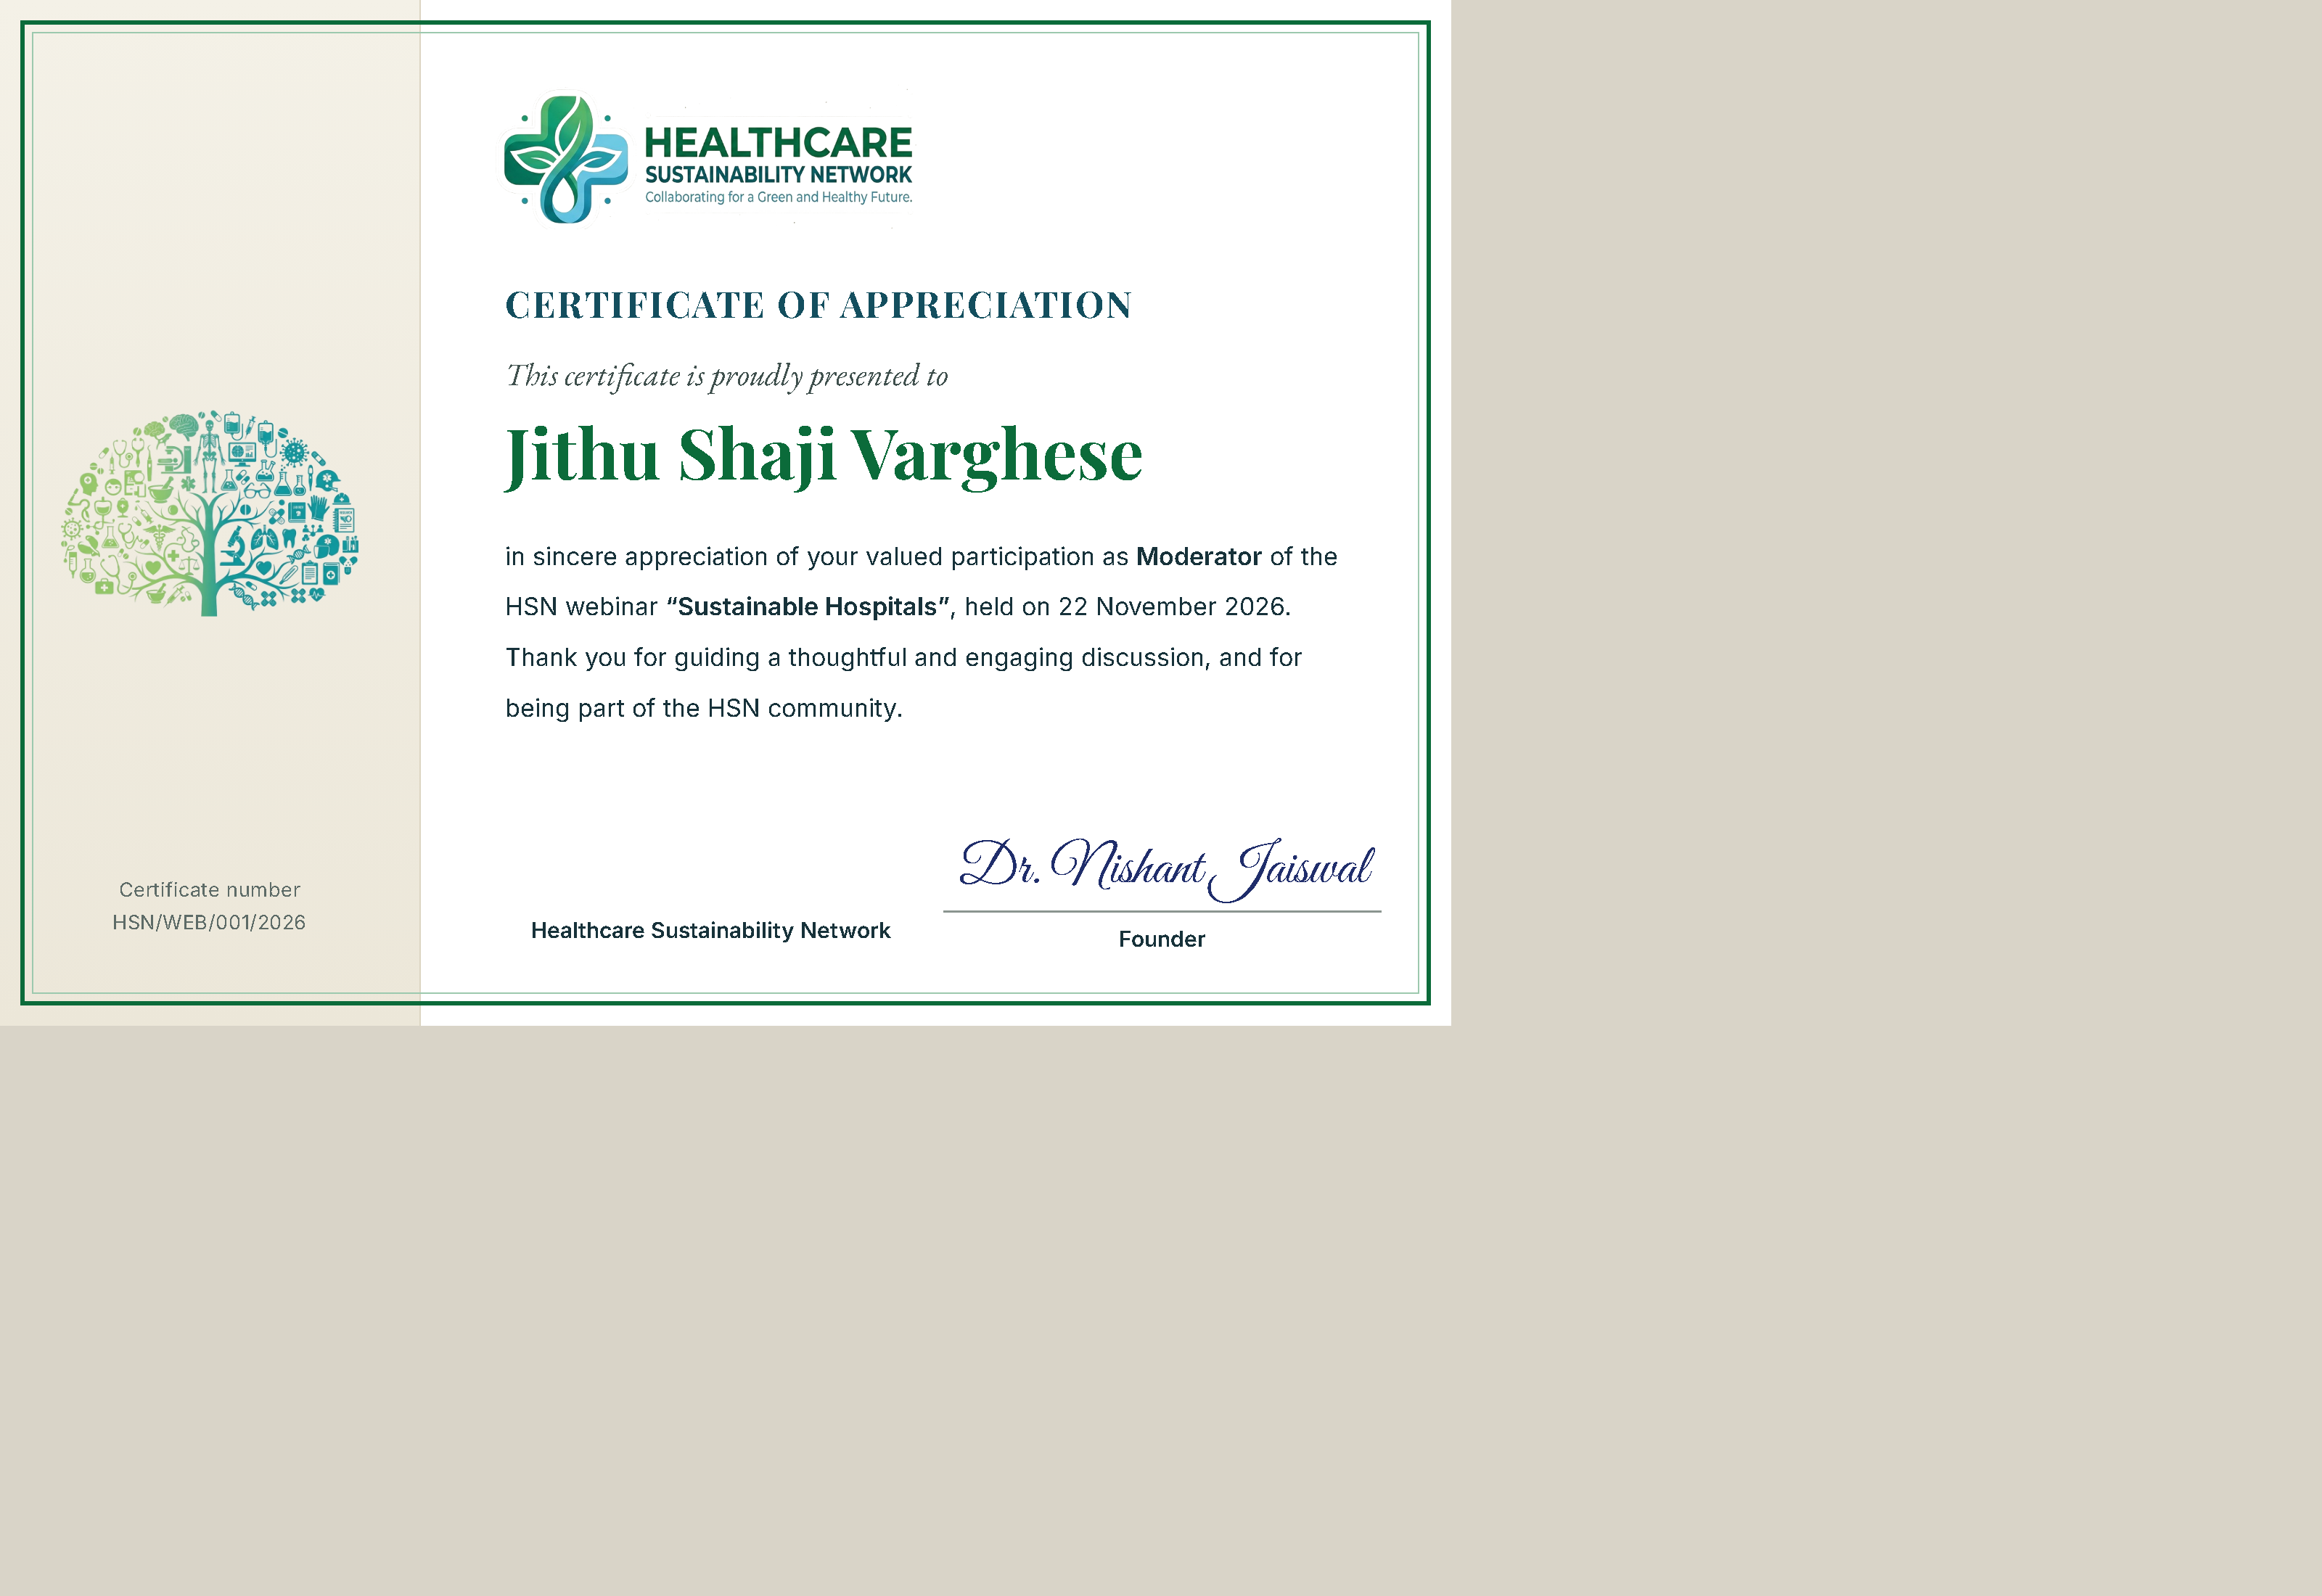 HEALTHCARE
SUSTAINABILITY NETWORK
Collaborating for a Green and Healthy Future.
CERTIFICATE OF APPRECIATION
This certificate is proudly presented to
Jithu Shaji Varghese
in sincere appreciation of your valued participation as Moderator of the
HSN webinar “Sustainable Hospitals”, held on 22 November 2026.
Thank you for guiding a thoughtful and engaging discussion, and for
being part of the HSN community.
Certificate number
HSN/WEB/001/2026
Healthcare Sustainability Network
Dr. Nishant Jaiswal
Founder